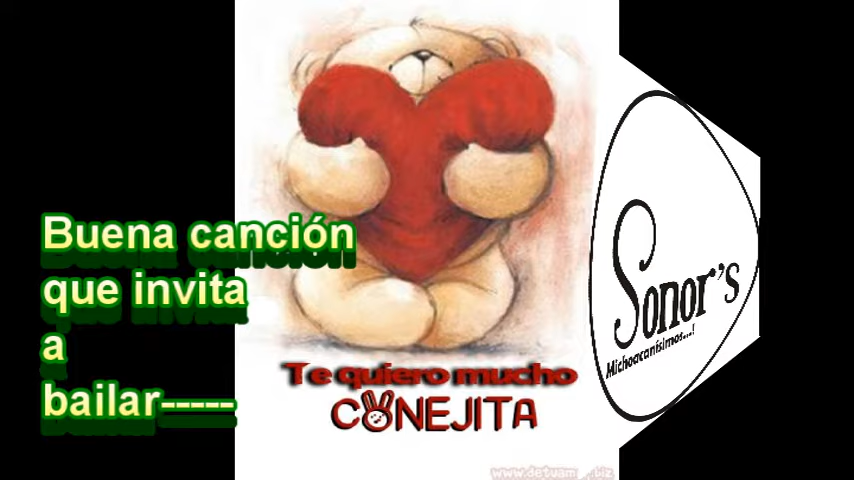 Buena canción
que invita
a
bailar-----
Te quiero mucho
CONEJITA
Sonor's
Michoacanísimos...!